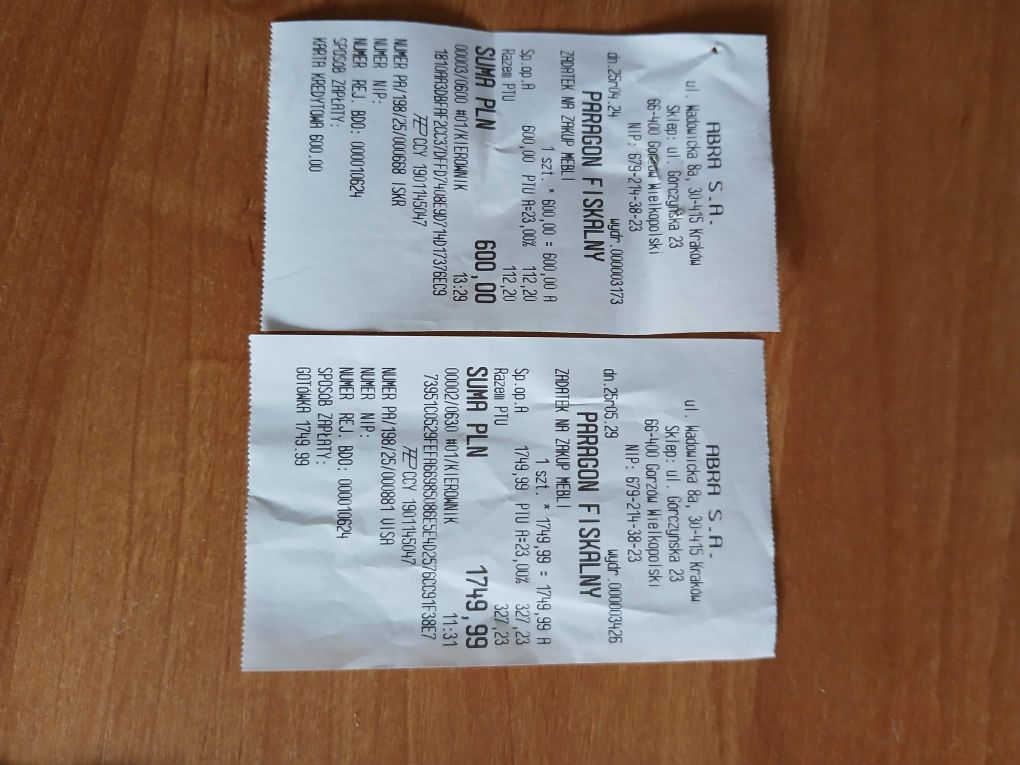 ABRA S.A.
ul. Wadowicka 8a, 30-415 Kraków
Sklep: ul. Górczyńska 23
66-400 Gorzów Wielkopolski
NIP: 679-214-38-23
dn.25r04.24 wydr.000003173
PARAGON FISKALNY
ZADATEK NA ZAKUP MEBLI
1 szt. * 600,00 = 600,00 A
Sp.op.A 600,00 PTU A=23,00% 112,20
Razem PTU 112,20
SUMA PLN 600,00
00003/0600 #01/KIEROWNIK 13:29
CCY 1901145047
NUMER PA/198/25/000668 ISKR
NUMER NIP:
NUMER REJ. BDO: 000010624
SPOSÓB ZAPŁATY:
KARTA KREDYTOWA 600.00
ABRA S.A.
ul. Wadowicka 8a, 30-415 Kraków
Sklep: ul. Górczyńska 23
66-400 Gorzów Wielkopolski
NIP: 679-214-38-23
dn.25r05.29 wydr.000003426
PARAGON FISKALNY
ZADATEK NA ZAKUP MEBLI
1 szt. * 1749,99 = 1749,99 A
Sp.op.A 1749,99 PTU A=23,00% 327,23
Razem PTU 327,23
SUMA PLN 1749,99
00002/0630 #01/KIEROWNIK 11:31
CCY 1901145047
NUMER PA/198/25/000881 VISA
NUMER NIP:
NUMER REJ. BDO: 000010624
SPOSÓB ZAPŁATY:
GOTÓWKA 1749.99